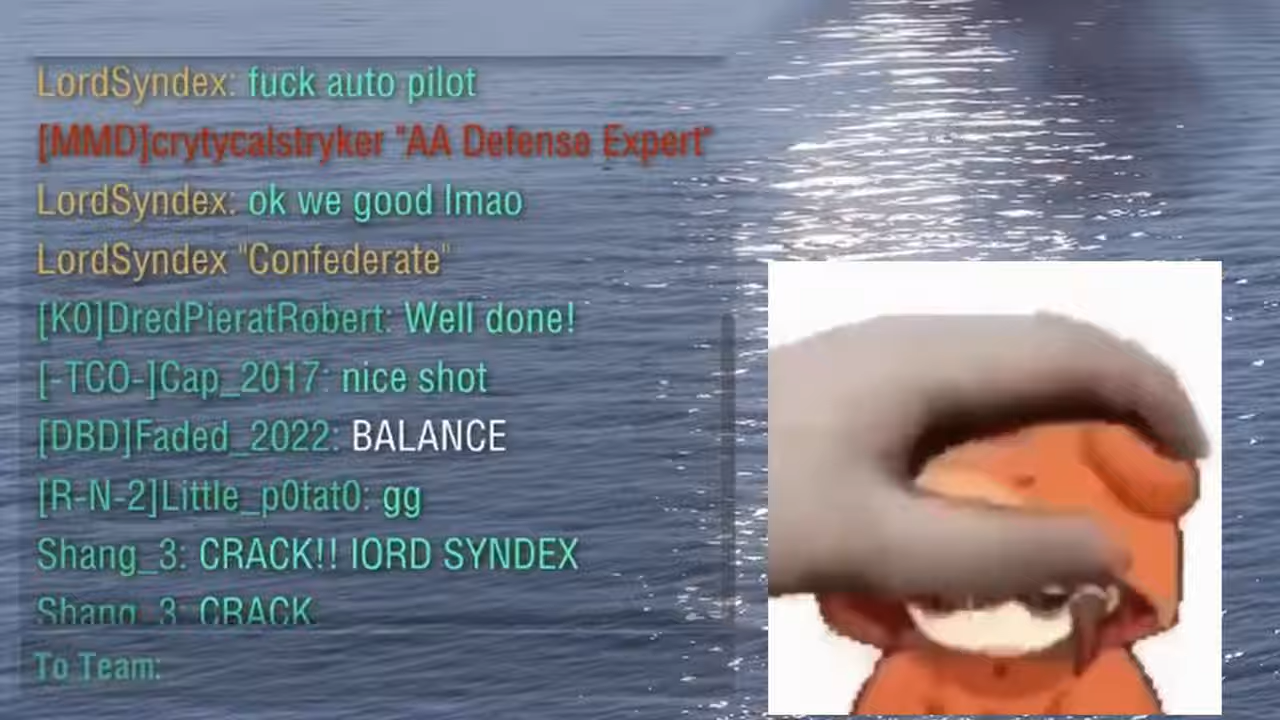 LordSyndex: fuck auto pilot
[MMD]crytycalstryker "AA Defense Expert"
LordSyndex: ok we good lmao
LordSyndex "Confederate"
[K0]DredPieratRobert: Well done!
[-TCO-]Cap_2017: nice shot
[DBD]Faded_2022: BALANCE
[R-N-2]Little_p0tat0: gg
Shang_3: CRACK!! lORD SYNDEX
Shang_3: CRACK
To Team: